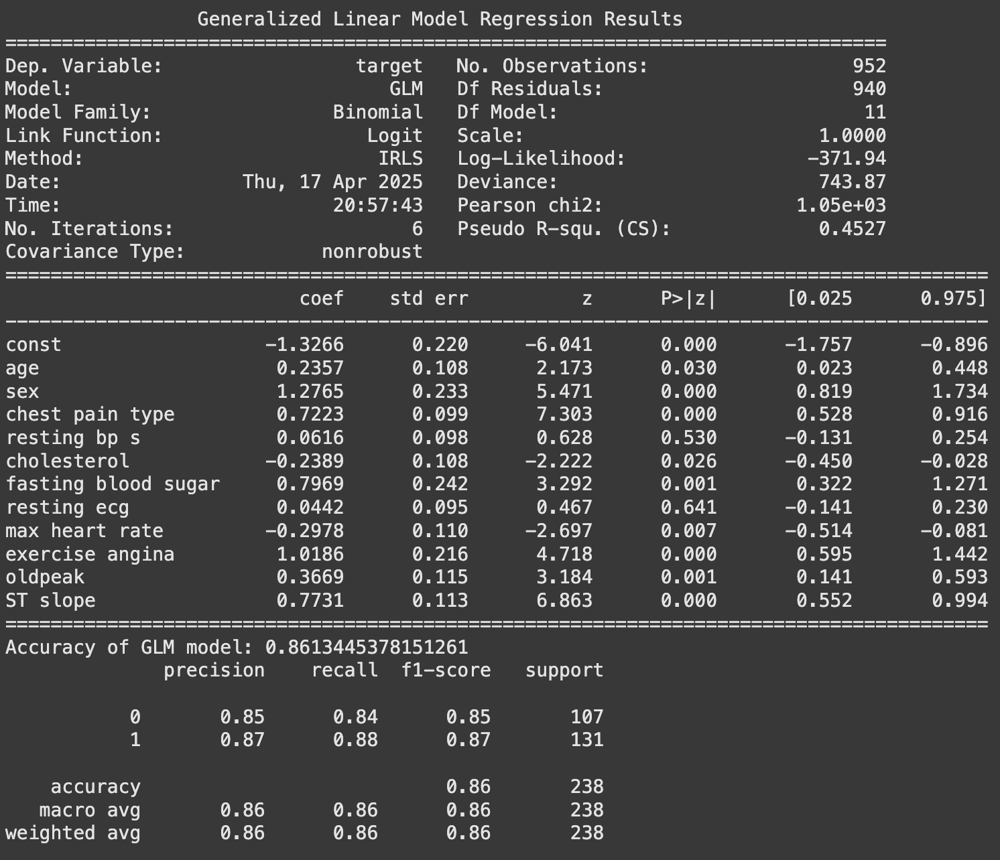 Generalized Linear Model Regression Results
==============================================================================
Dep. Variable:                 target   No. Observations:                  952
Model:                            GLM   Df Residuals:                      940
Model Family:                Binomial   Df Model:                           11
Link Function:                  Logit   Scale:                          1.0000
Method:                          IRLS   Log-Likelihood:                -371.94
Date:                Thu, 17 Apr 2025   Deviance:                       743.87
Time:                        20:57:43   Pearson chi2:                 1.05e+03
No. Iterations:                     6   Pseudo R-squ. (CS):             0.4527
Covariance Type:            nonrobust
=======================================================================================
                          coef    std err          z      P>|z|      [0.025      0.975]
---------------------------------------------------------------------------------------
const                  -1.3266      0.220     -6.041      0.000      -1.757      -0.896
age                     0.2357      0.108      2.173      0.030       0.023       0.448
sex                     1.2765      0.233      5.471      0.000       0.819       1.734
chest pain type         0.7223      0.099      7.303      0.000       0.528       0.916
resting bp s            0.0616      0.098      0.628      0.530      -0.131       0.254
cholesterol            -0.2389      0.108     -2.222      0.026      -0.450      -0.028
fasting blood sugar     0.7969      0.242      3.292      0.001       0.322       1.271
resting ecg             0.0442      0.095      0.467      0.641      -0.141       0.230
max heart rate         -0.2978      0.110     -2.697      0.007      -0.514      -0.081
exercise angina         1.0186      0.216      4.718      0.000       0.595       1.442
oldpeak                 0.3669      0.115      3.184      0.001       0.141       0.593
ST slope                0.7731      0.113      6.863      0.000       0.552       0.994
=======================================================================================
Accuracy of GLM model: 0.8613445378151261
              precision    recall  f1-score   support
           0       0.85      0.84      0.85       107
           1       0.87      0.88      0.87       131
    accuracy                           0.86       238
   macro avg       0.86      0.86      0.86       238
weighted avg       0.86      0.86      0.86       238